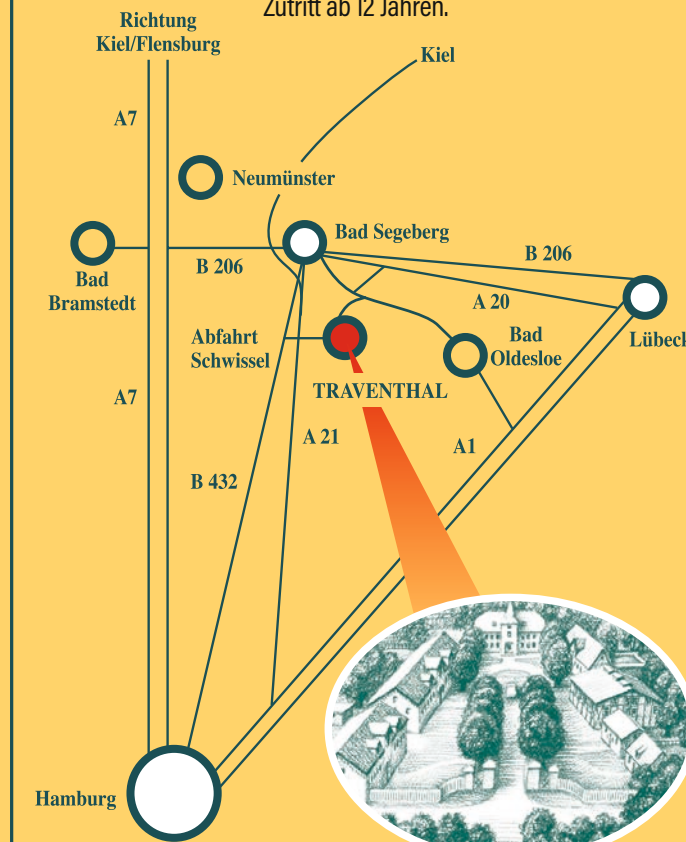 Zutritt ab 12 Jahren.
Richtung
Kiel/Flensburg
Kiel
A7
Neumünster
Bad Segeberg
B 206
B 206
Bad
Bramstedt
A 20
Abfahrt
Schwissel
Bad
Oldesloe
Lübeck
TRAVENTHAL
A7
A 21
A1
B 432
Hamburg